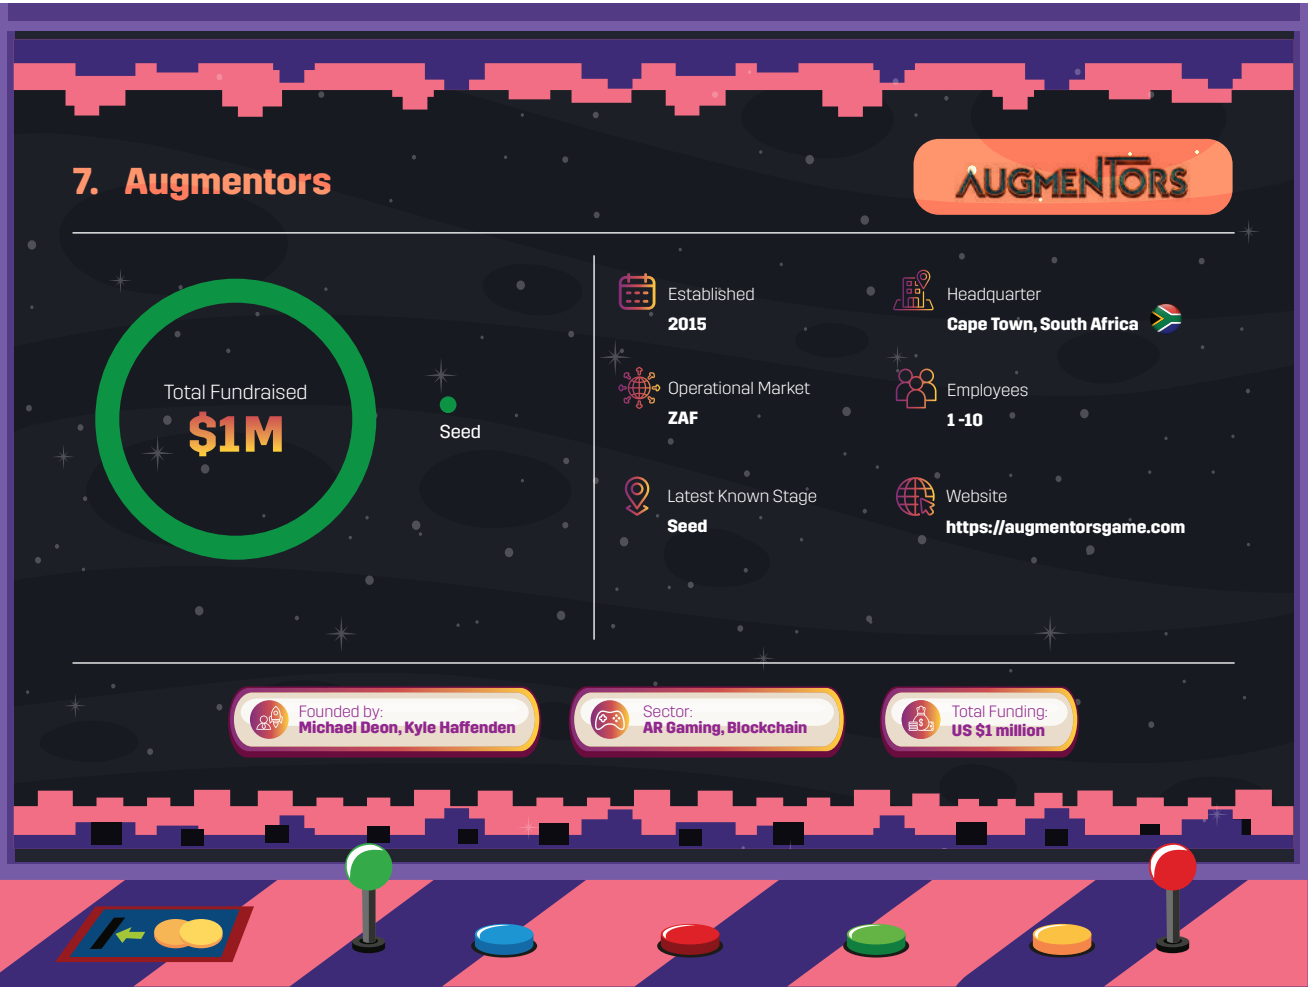 7. Augmentors
AUGMENTORS
Total Fundraised
$1M
Seed
Established
2015
Headquarter
Cape Town, South Africa
Operational Market
ZAF
Employees
1 -10
Latest Known Stage
Seed
Website
https://augmentorsgame.com
Founded by:
Michael Deon, Kyle Haffenden
Sector:
AR Gaming, Blockchain
Total Funding:
US $1 million